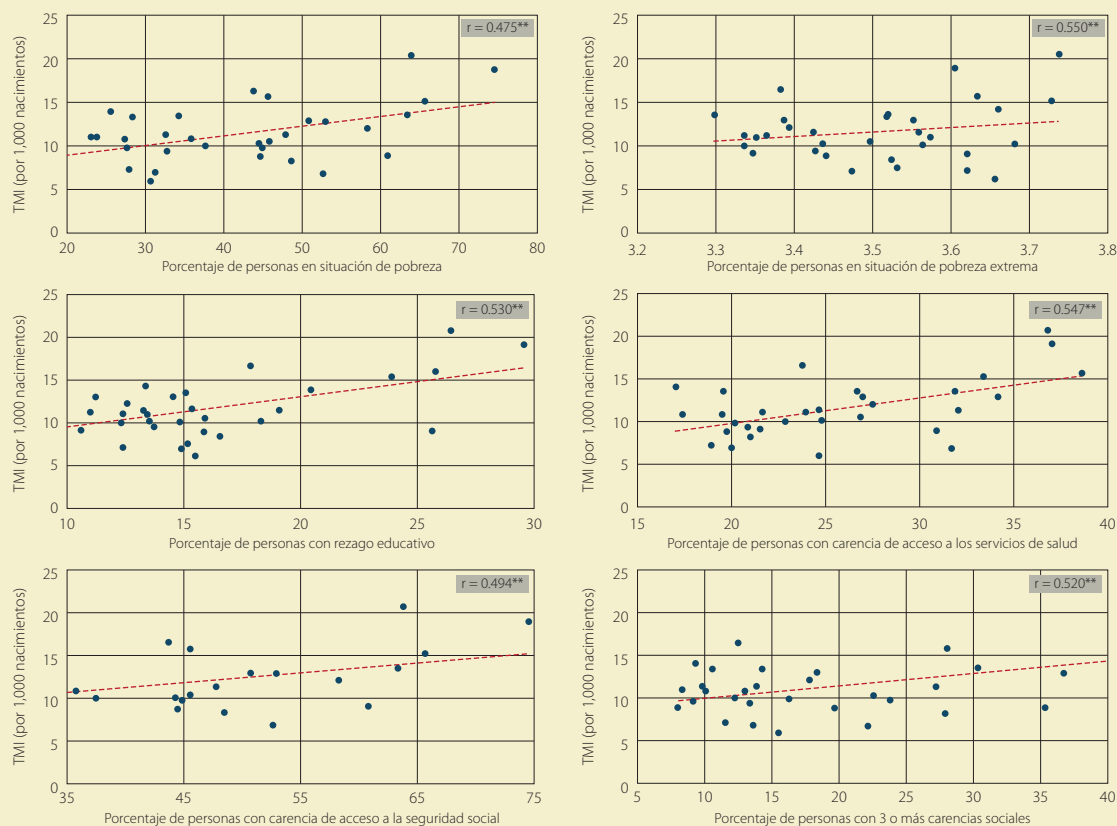 TMI (por 1,000 nacimientos)
25
20
15
10
5
0
r = 0.475**
20 30 40 50 60 70 80
Porcentaje de personas en situación de pobreza
TMI (por 1,000 nacimientos)
25
20
15
10
5
0
r = 0.550**
3.2 3.3 3.4 3.5 3.6 3.7 3.8
Porcentaje de personas en situación de pobreza extrema
TMI (por 1,000 nacimientos)
25
20
15
10
5
0
r = 0.530**
10 15 20 25 30
Porcentaje de personas con rezago educativo
TMI (por 1,000 nacimientos)
25
20
15
10
5
0
r = 0.547**
15 20 25 30 35 40
Porcentaje de personas con carencia de acceso a los servicios de salud
TMI (por 1,000 nacimientos)
25
20
15
10
5
0
r = 0.494**
35 45 55 65 75
Porcentaje de personas con carencia de acceso a la seguridad social
TMI (por 1,000 nacimientos)
25
20
15
10
5
0
r = 0.520**
5 10 15 20 25 30 35 40
Porcentaje de personas con 3 o más carencias sociales